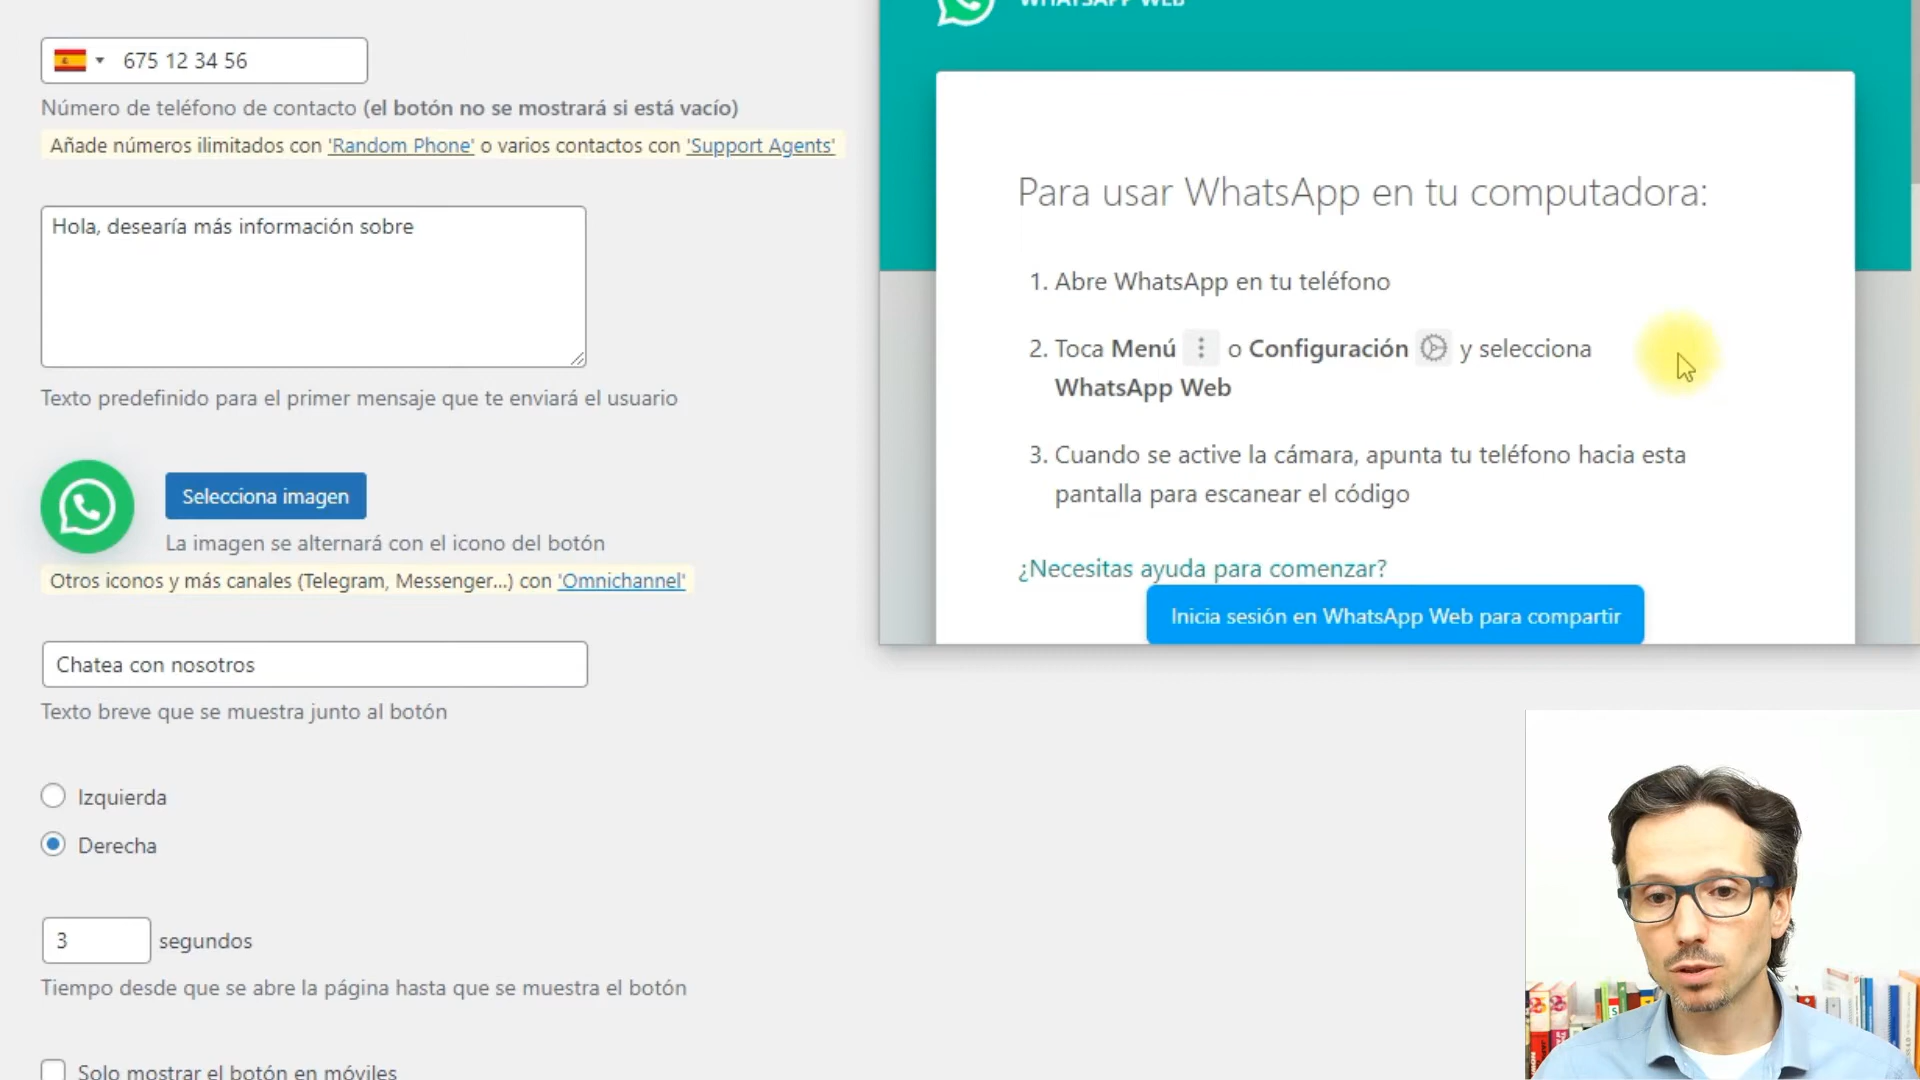 WHATSAPP WEB
675 12 34 56
Número de teléfono de contacto (el botón no se mostrará si está vacío)
Añade números ilimitados con 'Random Phone' o varios contactos con 'Support Agents'
Hola, desearía más información sobre
Texto predefinido para el primer mensaje que te enviará el usuario
Selecciona imagen
La imagen se alternará con el icono del botón
Otros iconos y más canales (Telegram, Messenger...) con 'Omnichannel'
Chatea con nosotros
Texto breve que se muestra junto al botón
Izquierda
Derecha
3 segundos
Tiempo desde que se abre la página hasta que se muestra el botón
Solo mostrar el botón en móviles
Para usar WhatsApp en tu computadora:
1. Abre WhatsApp en tu teléfono
2. Toca Menú o Configuración y selecciona
WhatsApp Web
3. Cuando se active la cámara, apunta tu teléfono hacia esta
pantalla para escanear el código
¿Necesitas ayuda para comenzar?
Inicia sesión en WhatsApp Web para compartir